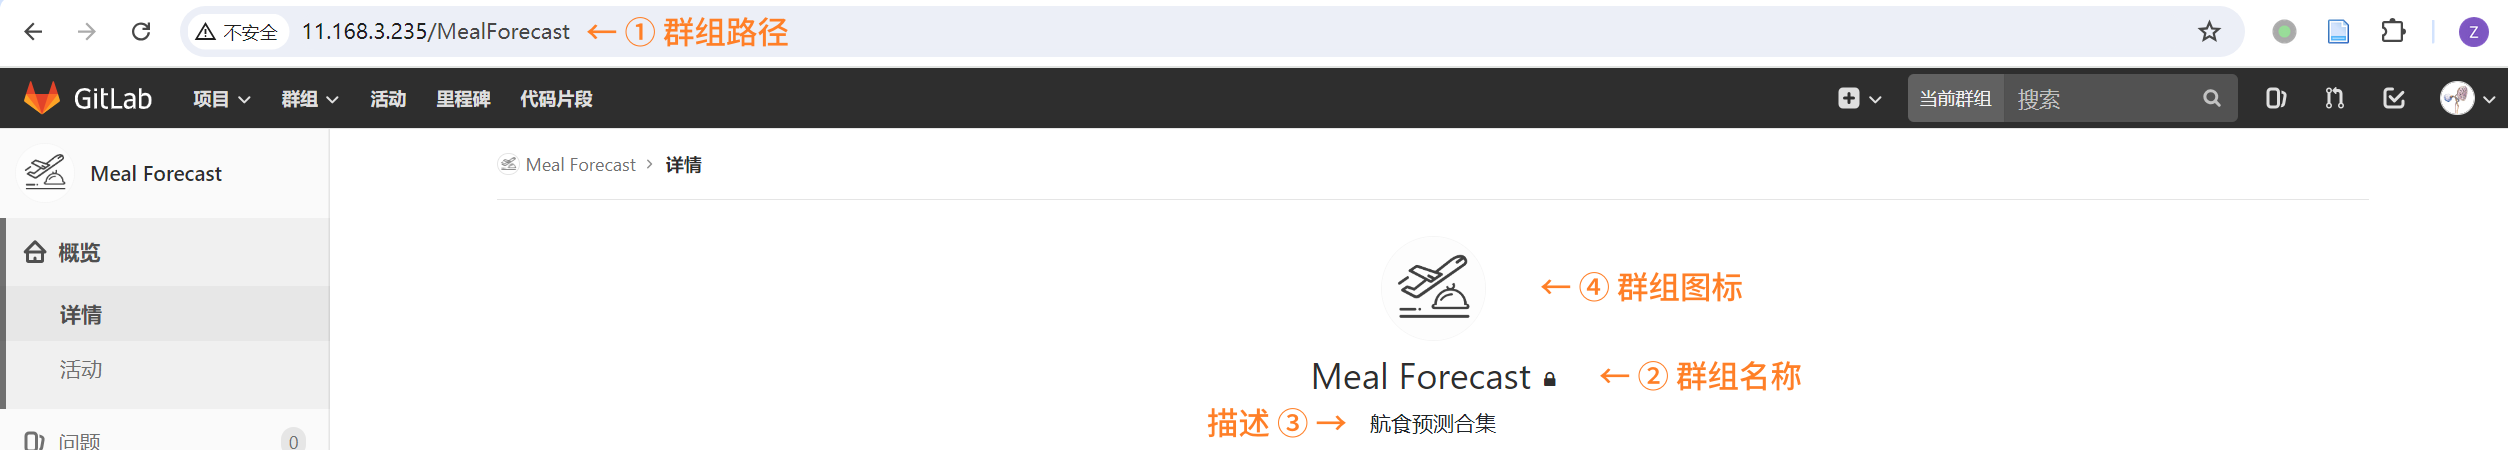 不安全 11.168.3.235/MealForecast ← ① 群组路径 Z
GitLab 项目 群组 活动 里程碑 代码片段 当前群组 搜索
Meal Forecast
Meal Forecast > 详情
概览
详情
活动
问题 0
← ④ 群组图标
Meal Forecast ← ② 群组名称
描述 ③ → 航食预测合集